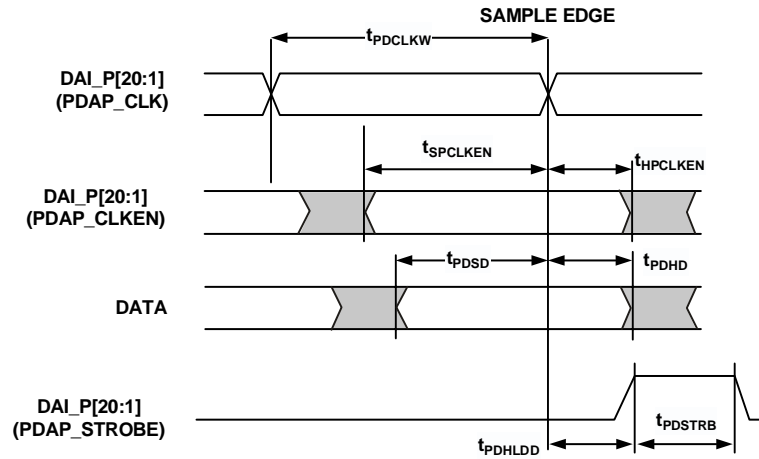 SAMPLE EDGE
tPDCLKW
DAI_P[20:1]
(PDAP_CLK)
tSPCLKEN
tHPCLKEN
DAI_P[20:1]
(PDAP_CLKEN)
tPDSD
tPDHD
DATA
DAI_P[20:1]
(PDAP_STROBE)
tPDSTRB
tPDHLDD